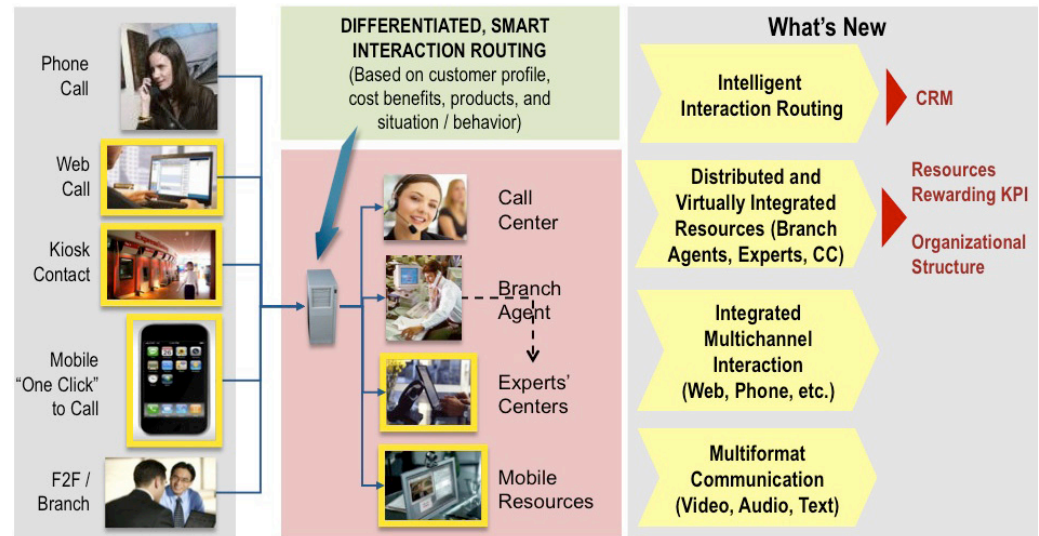 Phone
Call
Web
Call
Kiosk
Contact
Mobile
“One Click”
to Call
F2F /
Branch
DIFFERENTIATED, SMART
INTERACTION ROUTING
(Based on customer profile,
cost benefits, products, and
situation / behavior)
Call
Center
Branch
Agent
Experts’
Centers
Mobile
Resources
What’s New
Intelligent
Interaction Routing
CRM
Distributed and
Virtually Integrated
Resources (Branch
Agents, Experts, CC)
Resources
Rewarding KPI
Organizational
Structure
Integrated
Multichannel
Interaction
(Web, Phone, etc.)
Multiformat
Communication
(Video, Audio, Text)